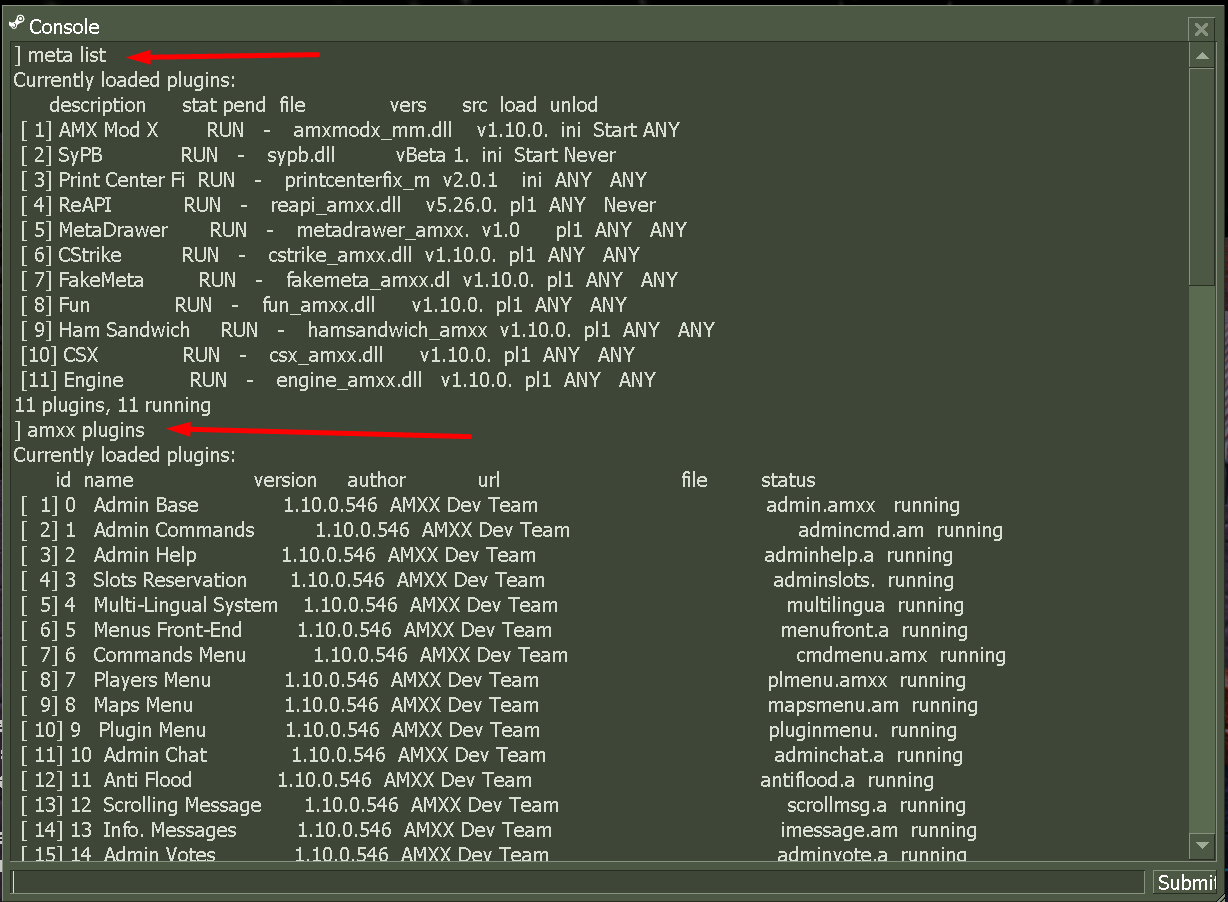 Console
] meta list
Currently loaded plugins:
description stat pend file vers src load unlod
[ 1] AMX Mod X RUN - amxmodx_mm.dll v1.10.0. ini Start ANY
[ 2] SyPB RUN - sypb.dll vBeta 1. ini Start Never
[ 3] Print Center Fi RUN - printcenterfix_m v2.0.1 ini ANY ANY
[ 4] ReAPI RUN - reapi_amxx.dll v5.26.0. pl1 ANY Never
[ 5] MetaDrawer RUN - metadrawer_amxx. v1.0 pl1 ANY ANY
[ 6] CStrike RUN - cstrike_amxx.dll v1.10.0. pl1 ANY ANY
[ 7] FakeMeta RUN - fakemeta_amxx.dl v1.10.0. pl1 ANY ANY
[ 8] Fun RUN - fun_amxx.dll v1.10.0. pl1 ANY ANY
[ 9] Ham Sandwich RUN - hamsandwich_amxx v1.10.0. pl1 ANY ANY
[10] CSX RUN - csx_amxx.dll v1.10.0. pl1 ANY ANY
[11] Engine RUN - engine_amxx.dll v1.10.0. pl1 ANY ANY
11 plugins, 11 running
] amxx plugins
Currently loaded plugins:
id name version author url file status
[ 1] 0 Admin Base 1.10.0.546 AMXX Dev Team admin.amxx running
[ 2] 1 Admin Commands 1.10.0.546 AMXX Dev Team admincmd.am running
[ 3] 2 Admin Help 1.10.0.546 AMXX Dev Team adminhelp.a running
[ 4] 3 Slots Reservation 1.10.0.546 AMXX Dev Team adminslots. running
[ 5] 4 Multi-Lingual System 1.10.0.546 AMXX Dev Team multilingua running
[ 6] 5 Menus Front-End 1.10.0.546 AMXX Dev Team menufront.a running
[ 7] 6 Commands Menu 1.10.0.546 AMXX Dev Team cmdmenu.amx running
[ 8] 7 Players Menu 1.10.0.546 AMXX Dev Team plmenu.amxx running
[ 9] 8 Maps Menu 1.10.0.546 AMXX Dev Team mapsmenu.am running
[ 10] 9 Plugin Menu 1.10.0.546 AMXX Dev Team pluginmenu. running
[ 11] 10 Admin Chat 1.10.0.546 AMXX Dev Team adminchat.a running
[ 12] 11 Anti Flood 1.10.0.546 AMXX Dev Team antiflood.a running
[ 13] 12 Scrolling Message 1.10.0.546 AMXX Dev Team scrollmsg.a running
[ 14] 13 Info. Messages 1.10.0.546 AMXX Dev Team imessage.am running
[ 15] 14 Admin Votes 1.10.0.546 AMXX Dev Team adminvote.a running
Submit